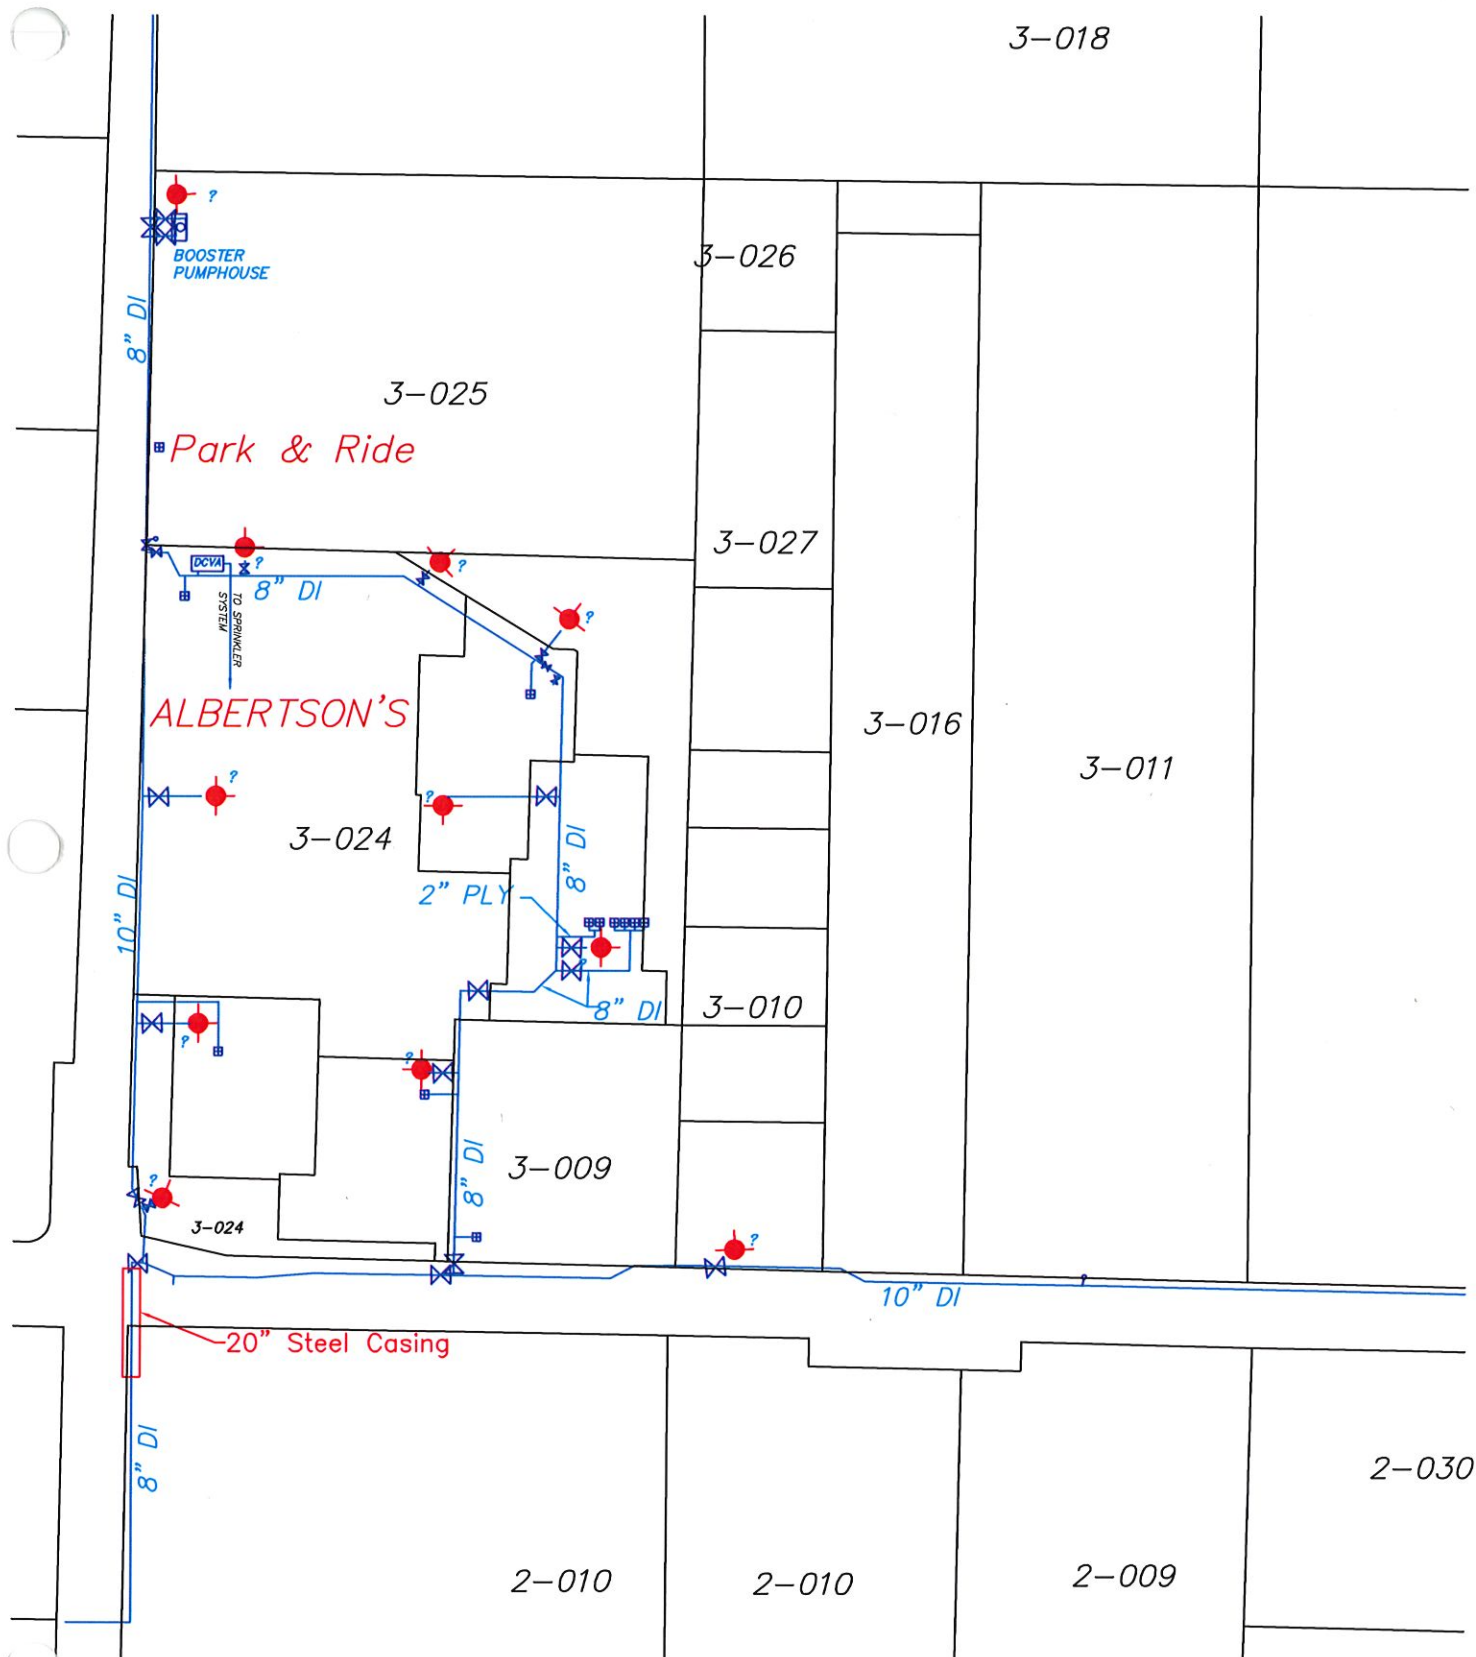 3-018
?
BOOSTER
PUMPHOUSE
3-026
8" DI
3-025
Park & Ride
3-027
DCVA
?
?
8" DI
TO SPRINKLER
SYSTEM
?
ALBERTSON'S
3-016
3-011
?
?
3-024
8" DI
2" PLY
10" DI
?
8" DI
3-010
?
?
8" DI
3-009
?
3-024
?
10" DI
20" Steel Casing
8" DI
2-030
2-010
2-010
2-009